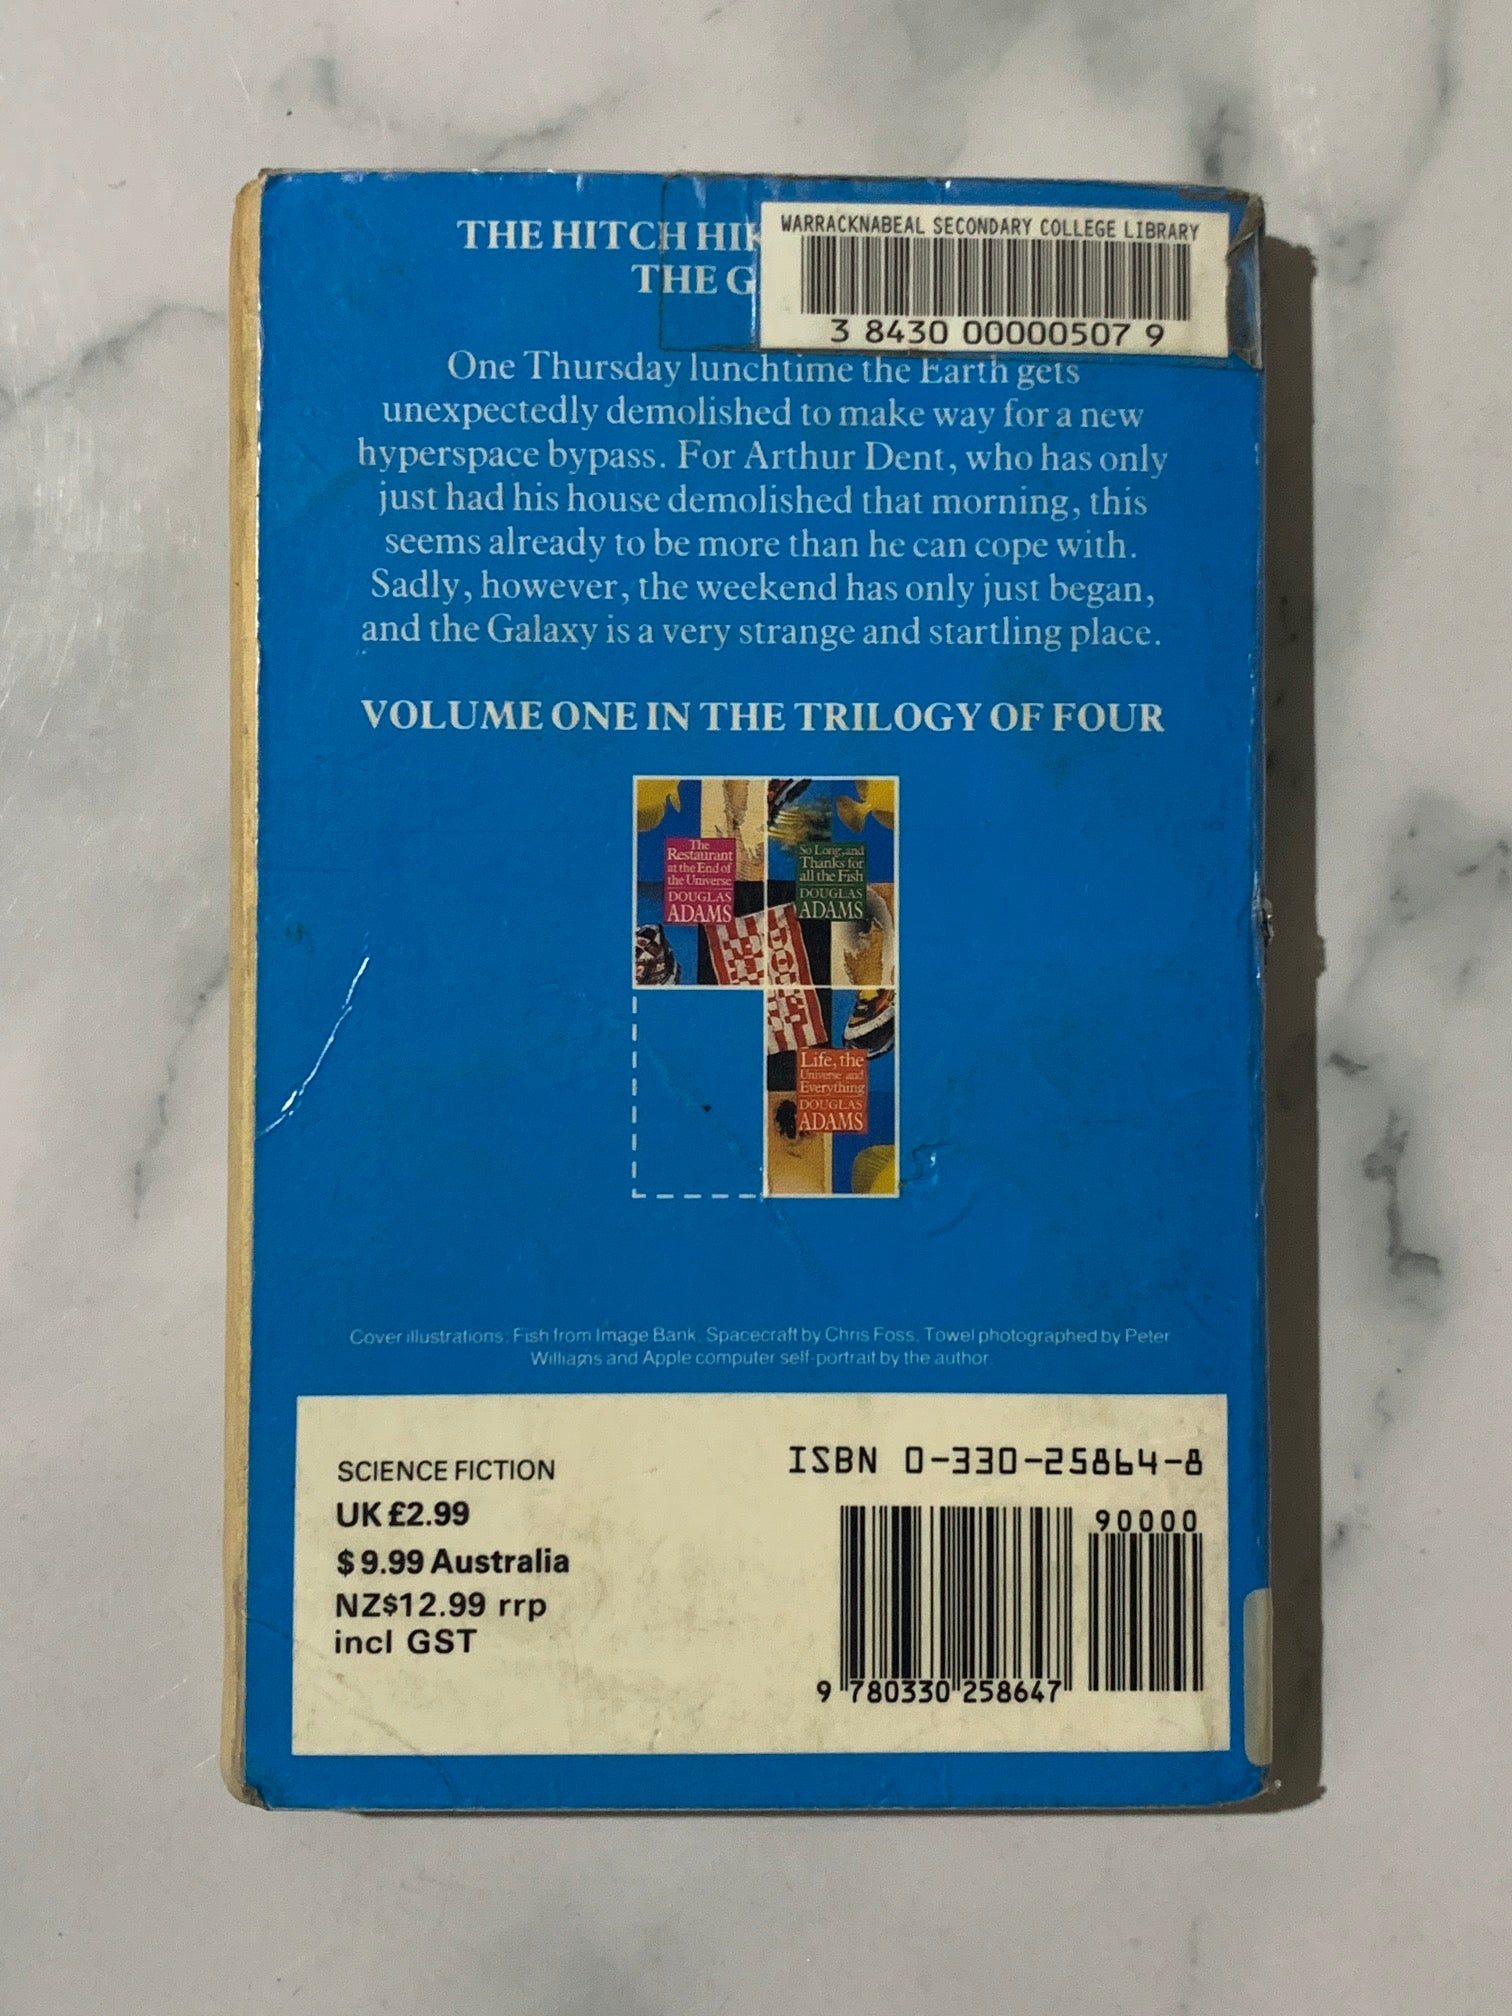 THE HITCH HIK
THE G
WARRACKNABEAL SECONDARY COLLEGE LIBRARY
3 8430 00000507 9
One Thursday lunchtime the Earth gets
unexpectedly demolished to make way for a new
hyperspace bypass. For Arthur Dent, who has only
just had his house demolished that morning, this
seems already to be more than he can cope with.
Sadly, however, the weekend has only just began,
and the Galaxy is a very strange and startling place.
VOLUME ONE IN THE TRILOGY OF FOUR
The
Restaurant
at the End of
the Universe
DOUGLAS
ADAMS
So Long, and
Thanks for
all the Fish
DOUGLAS
ADAMS
Life, the
Universe and
Everything
DOUGLAS
ADAMS
Cover illustrations: Fish from Image Bank. Spacecraft by Chris Foss. Towel photographed by Peter
Williams and Apple computer self-portrait by the author.
SCIENCE FICTION
UK £2.99
$9.99 Australia
NZ$12.99 rrp
incl GST
ISBN 0-330-25864-8
90000
9 780330 258647